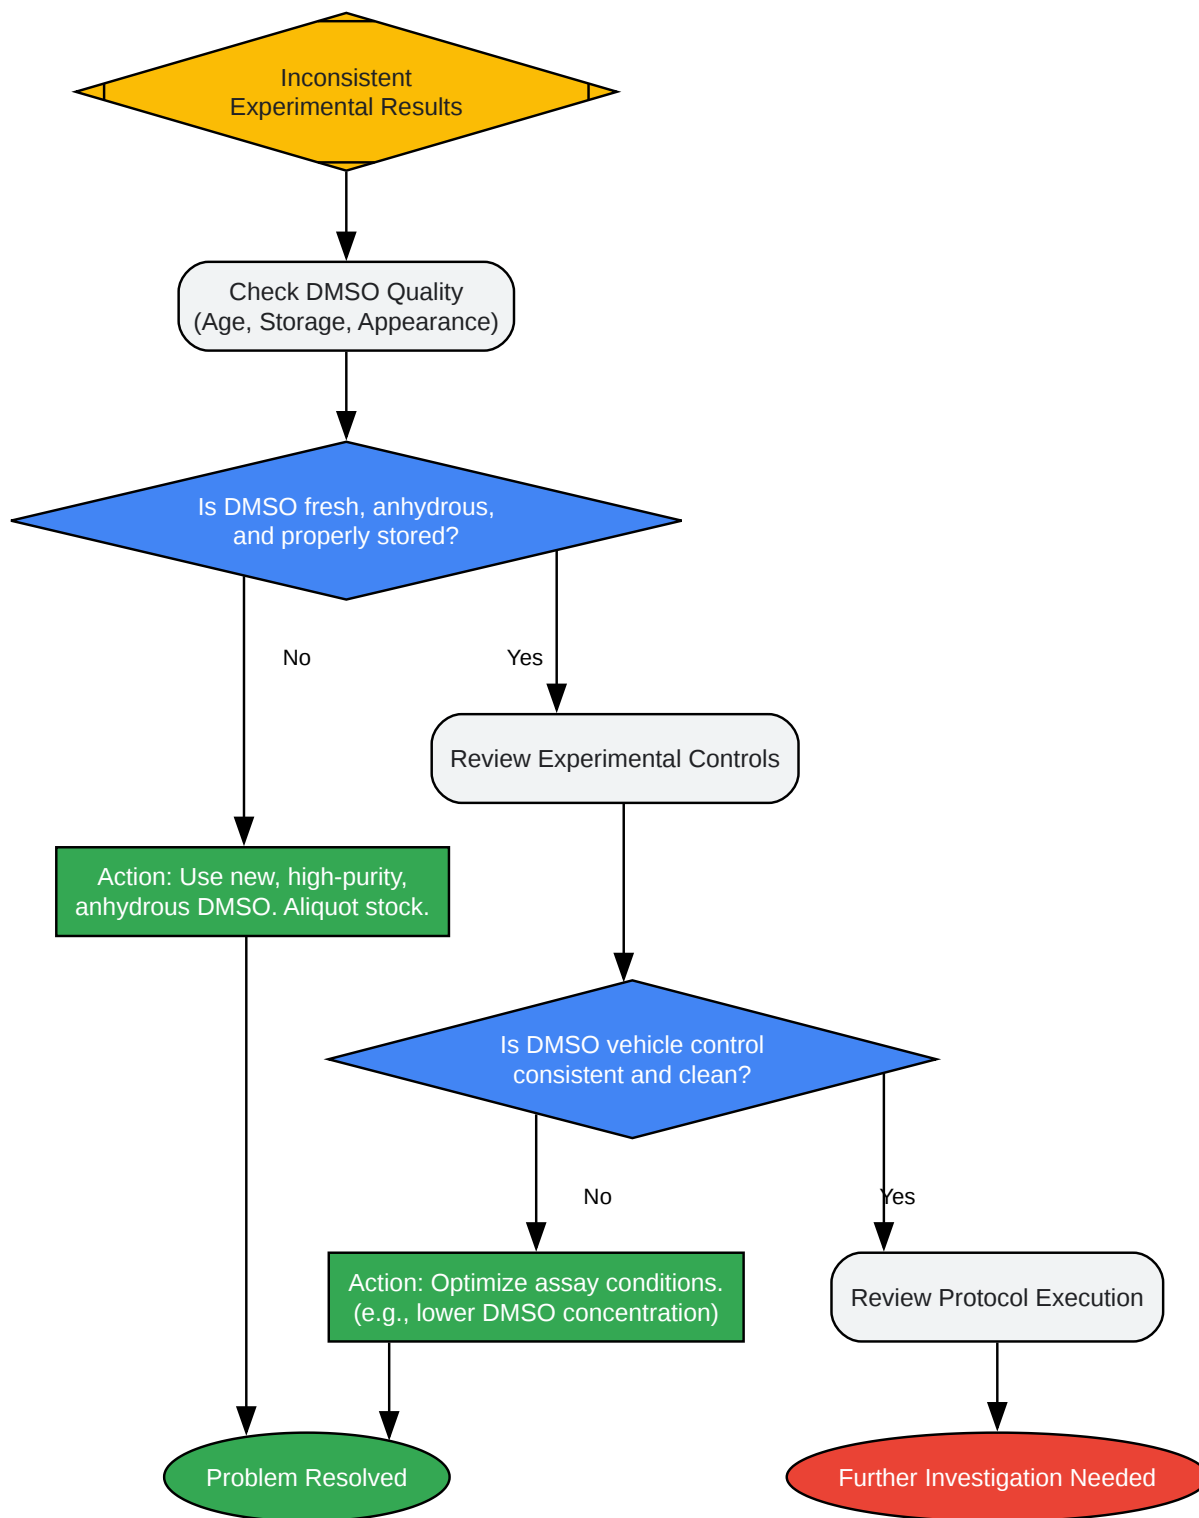 Inconsistent
Experimental Results
Check DMSO Quality
(Age, Storage, Appearance)
Is DMSO fresh, anhydrous,
and properly stored?
No
Yes
Review Experimental Controls
Action: Use new, high-purity,
anhydrous DMSO. Aliquot stock.
Is DMSO vehicle control
consistent and clean?
No
Yes
Action: Optimize assay conditions.
(e.g., lower DMSO concentration)
Review Protocol Execution
Problem Resolved
Further Investigation Needed